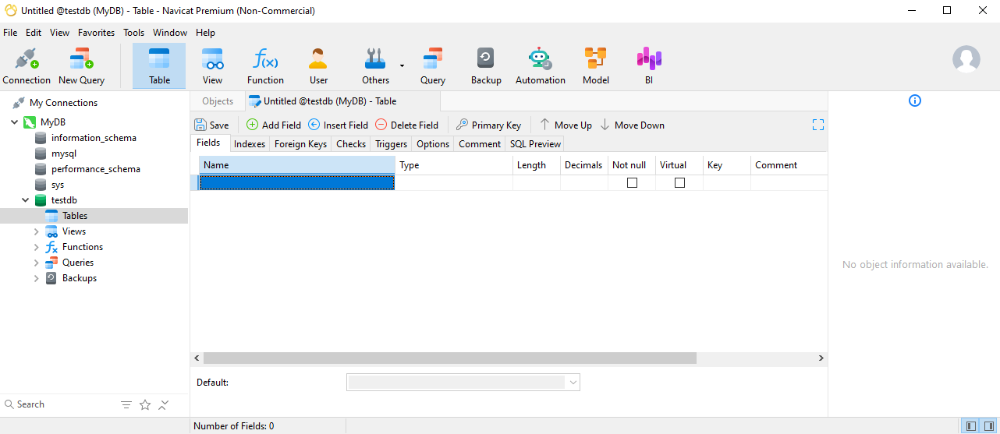 Untitled @testdb (MyDB) - Table - Navicat Premium (Non-Commercial)
File Edit View Favorites Tools Window Help
Connection New Query Table View Function User Others Query Backup Automation Model BI
My Connections
MyDB
information_schema
mysql
performance_schema
sys
testdb
Tables
Views
Functions
Queries
Backups
Search
Objects Untitled @testdb (MyDB) - Table
Save Add Field Insert Field Delete Field Primary Key Move Up Move Down
Fields Indexes Foreign Keys Checks Triggers Options Comment SQL Preview
Name Type Length Decimals Not null Virtual Key Comment
Default:
No object information available.
Number of Fields: 0